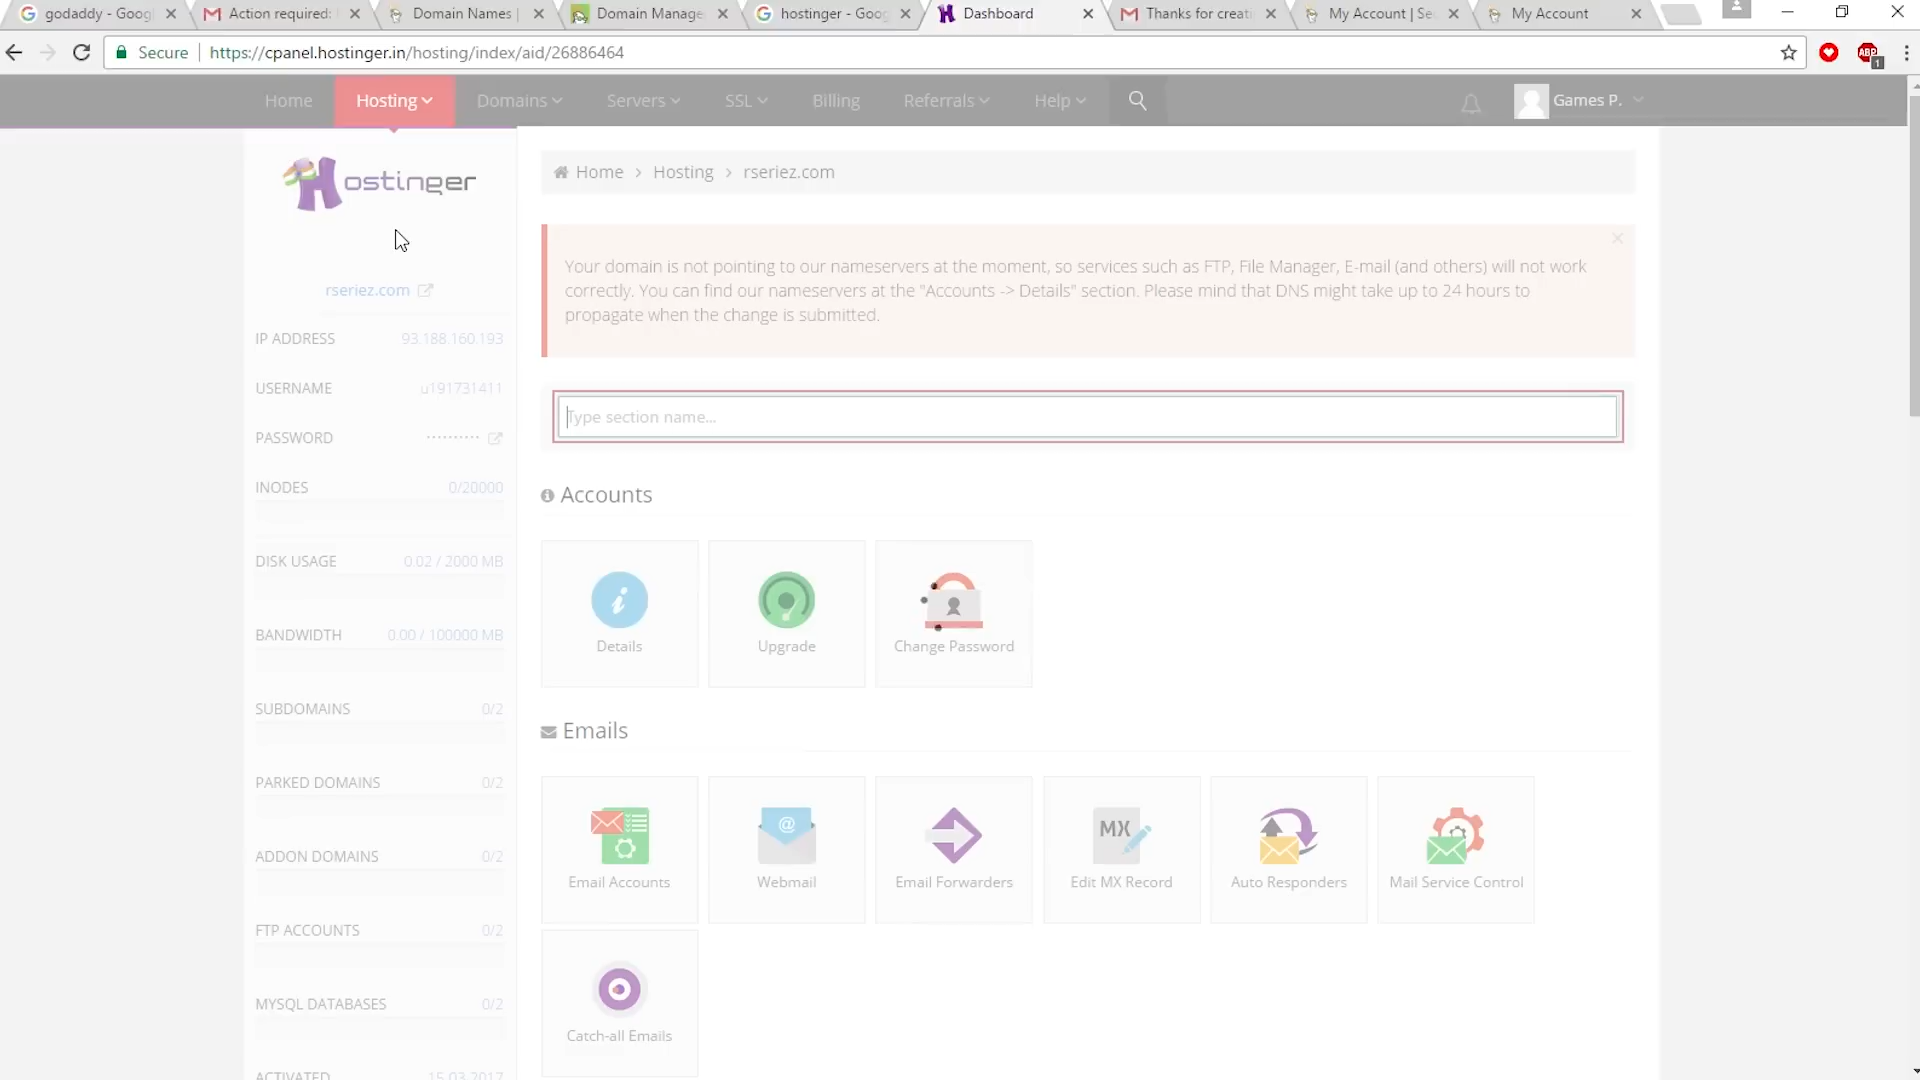 godaddy - Goog
Action required:
Domain Names |
Domain Manage
hostinger - Goog
Dashboard
Thanks for creat
My Account | Se
My Account
Secure
https://cpanel.hostinger.in/hosting/index/aid/26886464
ABP
1
Home
Hosting
Domains
Servers
SSL
Billing
Referrals
Help
Games P.
Hostinger
rseriez.com
IP ADDRESS 93.188.160.193
USERNAME u191731411
PASSWORD ·········
INODES 0/20000
DISK USAGE 0.02 / 2000 MB
BANDWIDTH 0.00 / 100000 MB
SUBDOMAINS 0/2
PARKED DOMAINS 0/2
ADDON DOMAINS 0/2
FTP ACCOUNTS 0/2
MYSQL DATABASES 0/2
ACTIVATED 15.03.2017
Home › Hosting › rseriez.com
Your domain is not pointing to our nameservers at the moment, so services such as FTP, File Manager, E-mail (and others) will not work
correctly. You can find our nameservers at the "Accounts -> Details" section. Please mind that DNS might take up to 24 hours to
propagate when the change is submitted.
Type section name...
Accounts
Details
Upgrade
Change Password
Emails
MX
Email Accounts
Webmail
Email Forwarders
Edit MX Record
Auto Responders
Mail Service Control
Catch-all Emails